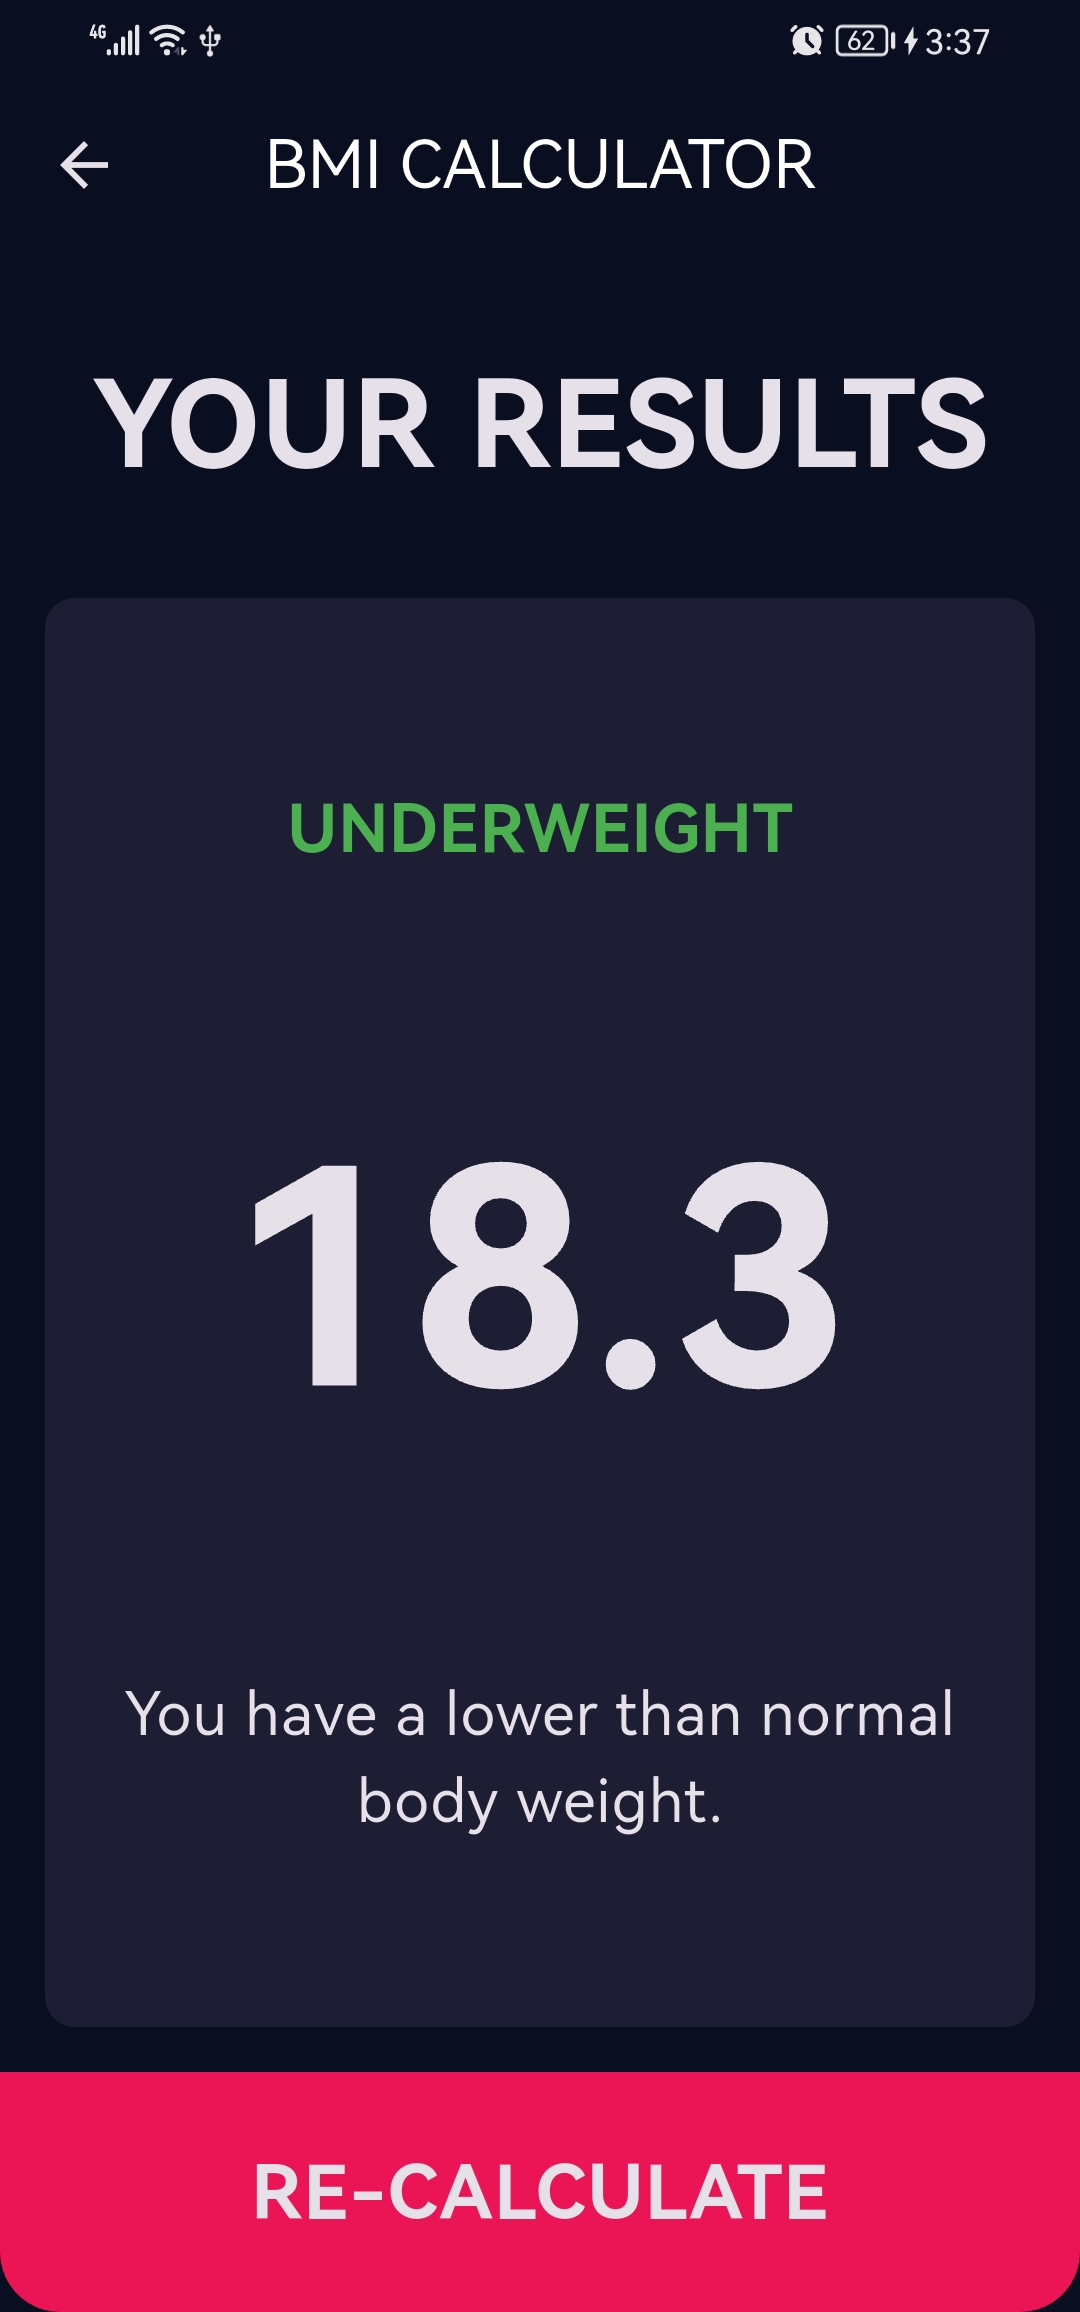 4G 62 3:37
BMI CALCULATOR
YOUR RESULTS
UNDERWEIGHT
18.3
You have a lower than normal
body weight.
RE-CALCULATE